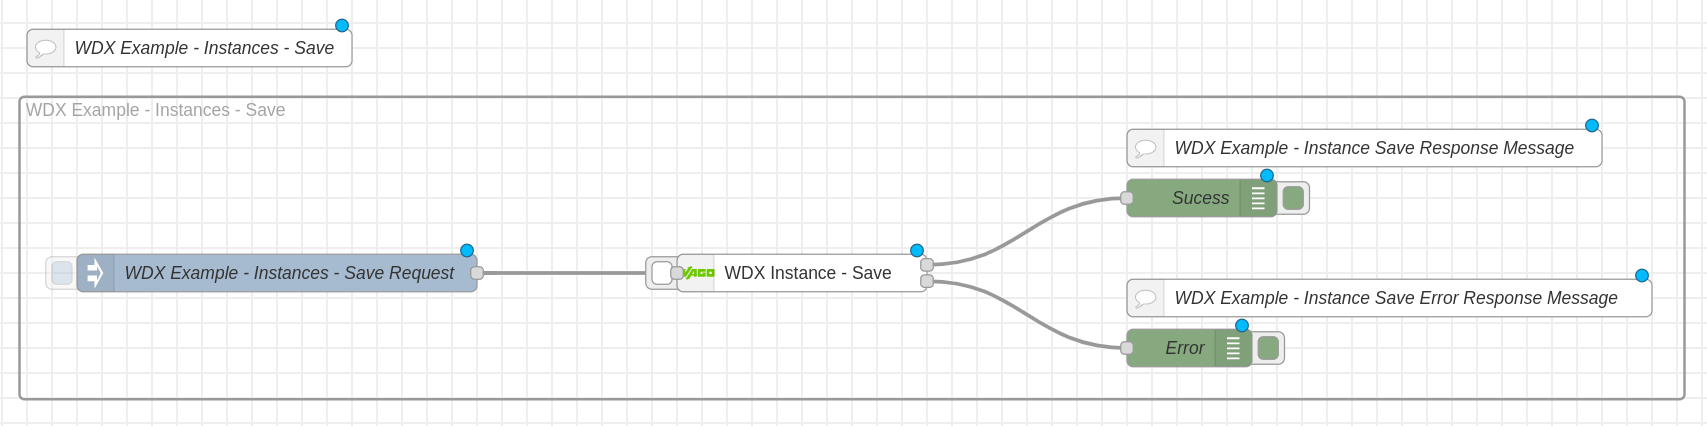 WDX Example - Instances - Save
WDX Example - Instances - Save
WDX Example - Instance Save Response Message
Sucess
WDX Example - Instances - Save Request
WAGO WDX Instance - Save
WDX Example - Instance Save Error Response Message
Error